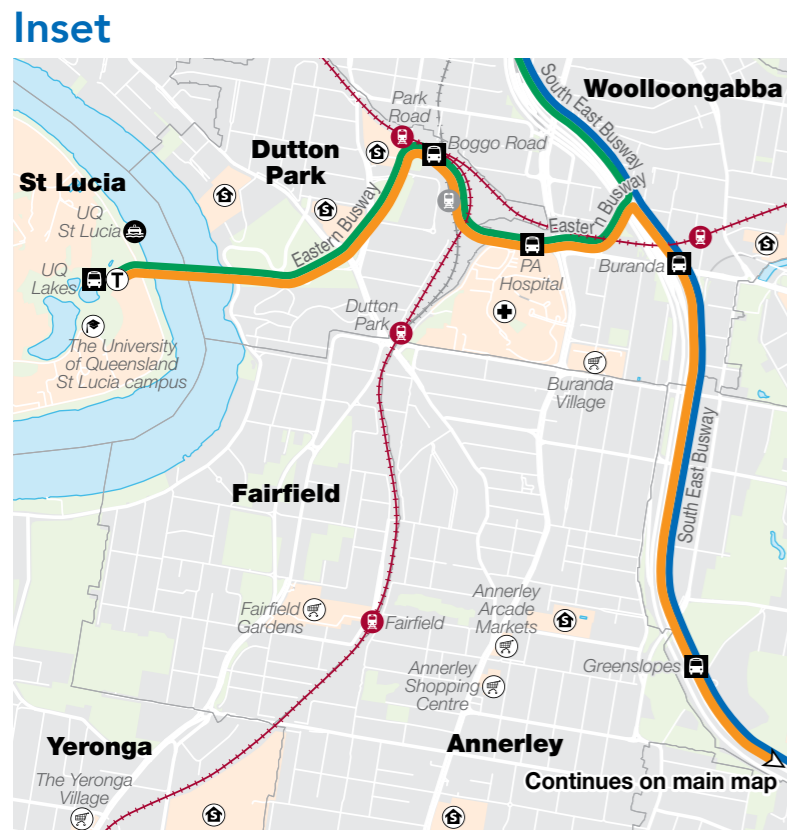 Inset
South East Busway
Woolloongabba
Park
Road
Boggo Road
Dutton
Park
St Lucia
UQ
St Lucia
Eastern Busway
Eastern Busway
South East Busway
UQ
Lakes
T
PA
Hospital
Buranda
Dutton
Park
The University
of Queensland
St Lucia campus
Buranda
Village
South East Busway
Fairfield
Fairfield
Gardens
Fairfield
Annerley
Arcade
Markets
Annerley
Shopping
Centre
Greenslopes
Yeronga
Annerley
The Yeronga
Village
Continues on main map